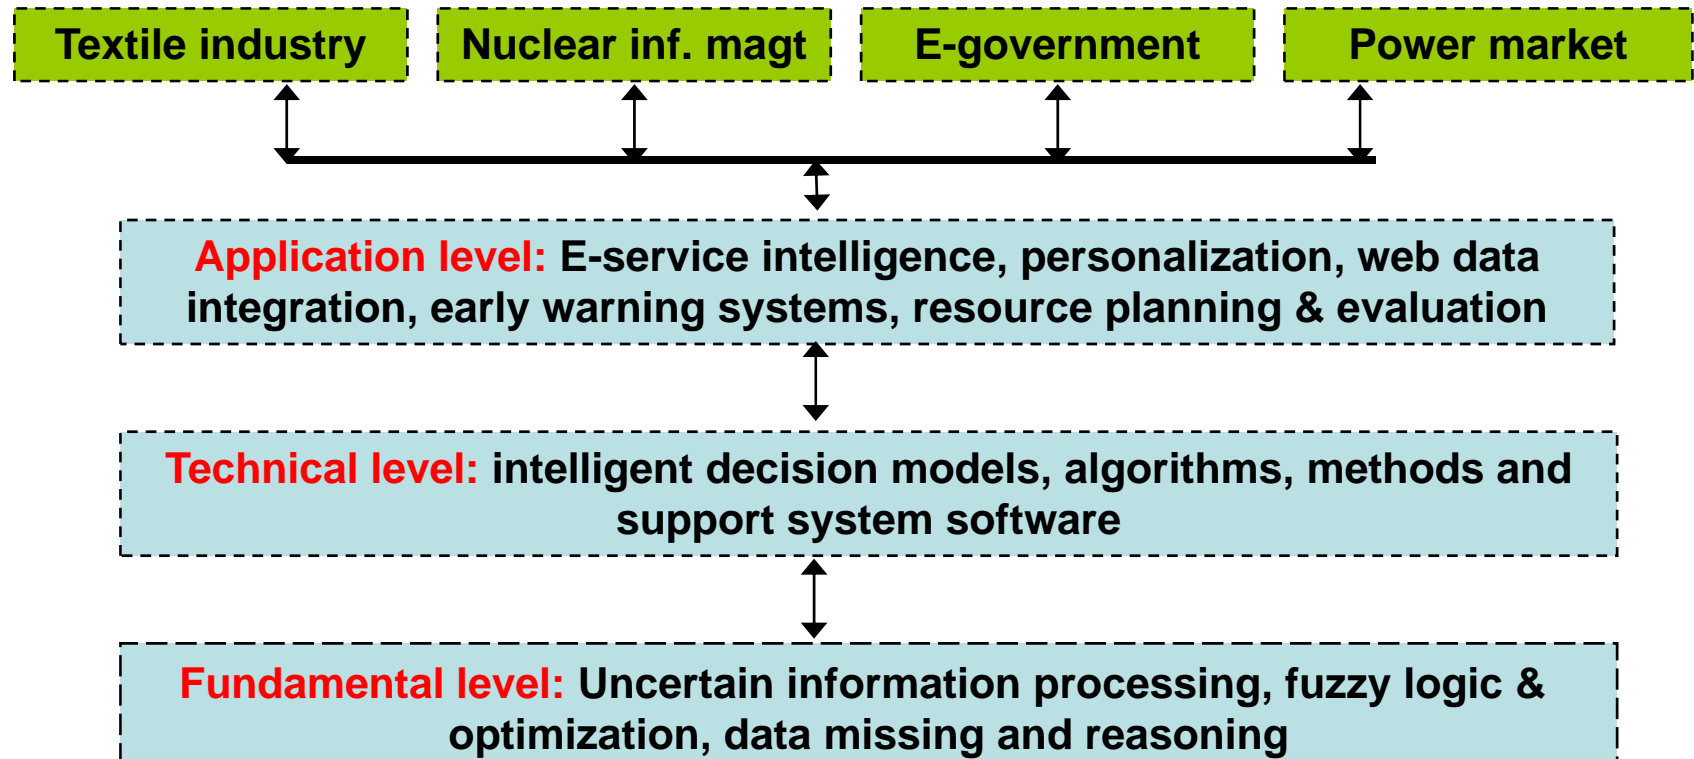 Textile industry
Nuclear inf. magt
E-government
Power market
Application level: E-service intelligence, personalization, web data
integration, early warning systems, resource planning & evaluation
Technical level: intelligent decision models, algorithms, methods and
support system software
Fundamental level: Uncertain information processing, fuzzy logic &
optimization, data missing and reasoning